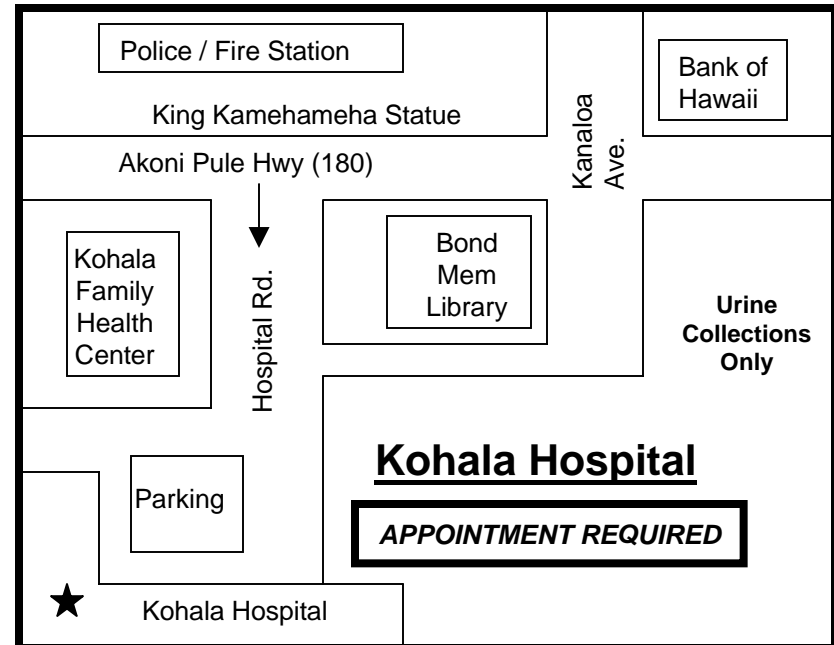 Police / Fire Station
Bank of
Hawaii
King Kamehameha Statue
Kanaloa
Ave.
Akoni Pule Hwy (180)
Kohala
Family
Health
Center
Hospital Rd.
Bond
Mem
Library
Urine
Collections
Only
Kohala Hospital
APPOINTMENT REQUIRED
Parking
Kohala Hospital